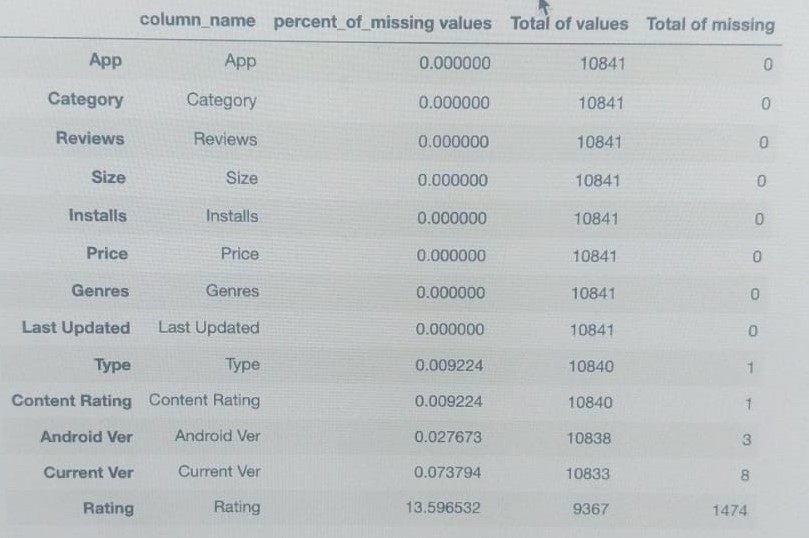 column_name percent_of_missing values Total of values Total of missing
App App 0.000000 10841 0
Category Category 0.000000 10841 0
Reviews Reviews 0.000000 10841 0
Size Size 0.000000 10841 0
Installs Installs 0.000000 10841 0
Price Price 0.000000 10841 0
Genres Genres 0.000000 10841 0
Last Updated Last Updated 0.000000 10841 0
Type Type 0.009224 10840 1
Content Rating Content Rating 0.009224 10840 1
Android Ver Android Ver 0.027673 10838 3
Current Ver Current Ver 0.073794 10833 8
Rating Rating 13.596532 9367 1474